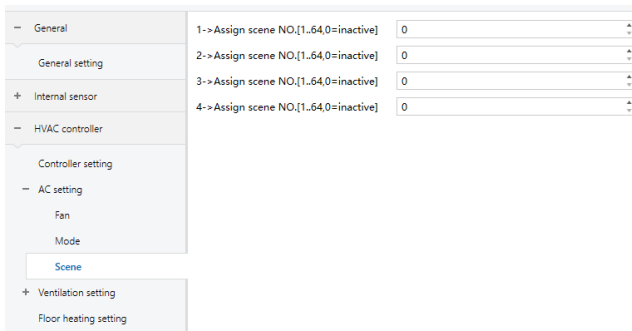 General
General setting
Internal sensor
HVAC controller
Controller setting
AC setting
Fan
Mode
Scene
Ventilation setting
Floor heating setting
1->Assign scene NO.[1..64,0=inactive] 0
2->Assign scene NO.[1..64,0=inactive] 0
3->Assign scene NO.[1..64,0=inactive] 0
4->Assign scene NO.[1..64,0=inactive] 0